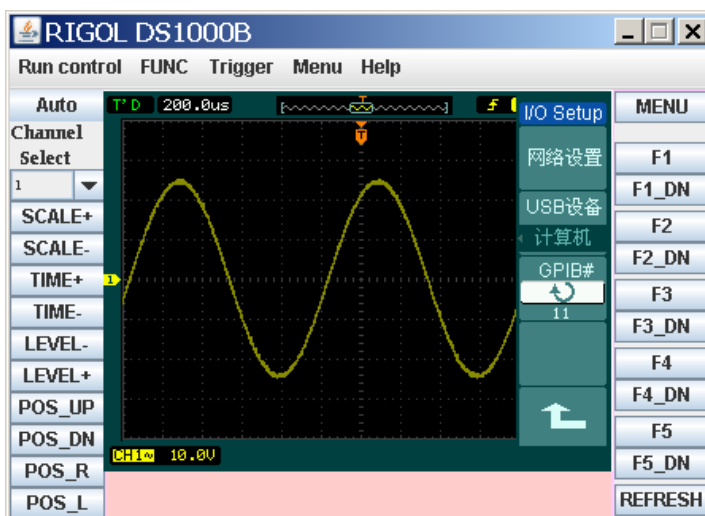 RIGOL DS1000B
Run control FUNC Trigger Menu Help
Auto
Channel
Select
1
SCALE+
SCALE-
TIME+
TIME-
LEVEL-
LEVEL+
POS_UP
POS_DN
POS_R
POS_L
T'D 200.0us
T
1
CH1~ 10.0V
I/O Setup
网络设置
USB设备
计算机
GPIB#
11
MENU
F1
F1_DN
F2
F2_DN
F3
F3_DN
F4
F4_DN
F5
F5_DN
REFRESH